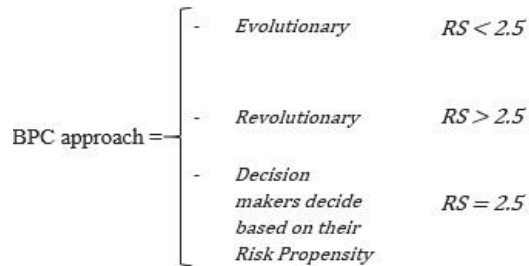 - Evolutionary RS < 2.5
BPC approach =
- Revolutionary RS > 2.5
- Decision
makers decide RS = 2.5
based on their
Risk Propensity